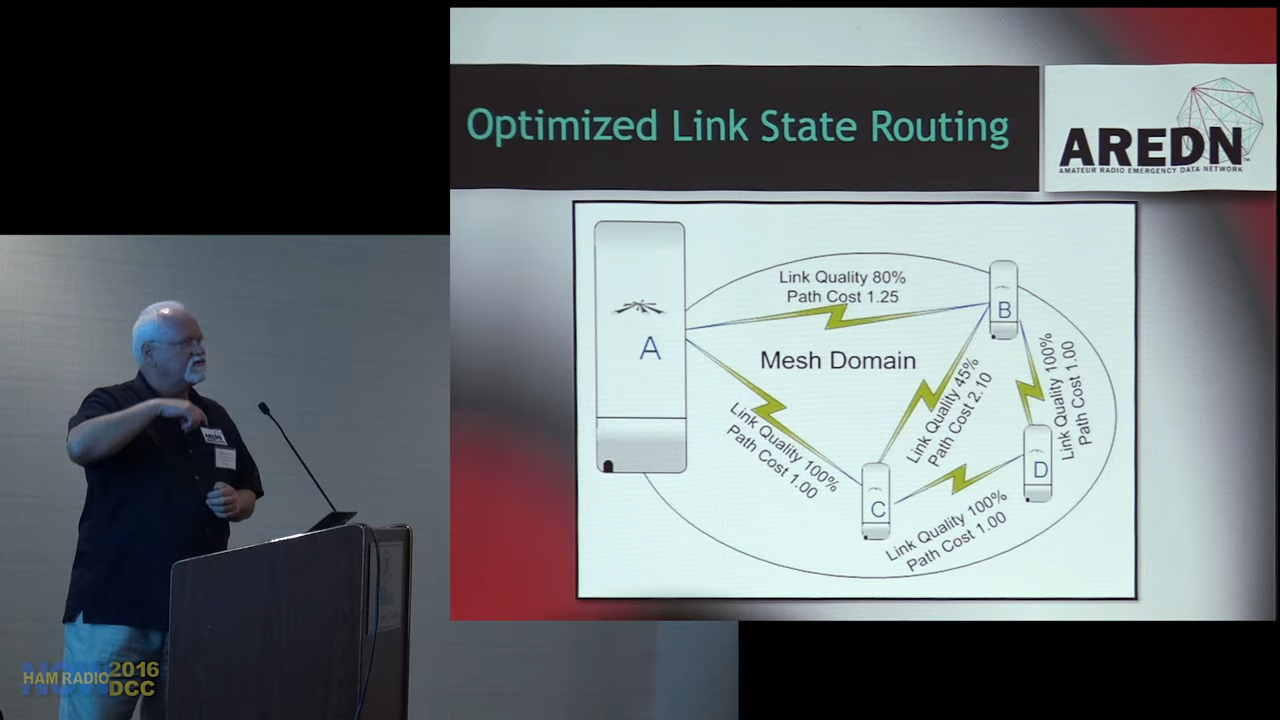 Optimized Link State Routing
AREDN
AMATEUR RADIO EMERGENCY DATA NETWORK
Link Quality 80%
Path Cost 1.25
A
B
Mesh Domain
Link Quality 45%
Path Cost 2.10
Link Quality 100%
Path Cost 1.00
Link Quality 100%
Path Cost 1.00
C
D
Link Quality 100%
Path Cost 1.00
AREDN
HAM RADIO 2016
NOW DCC